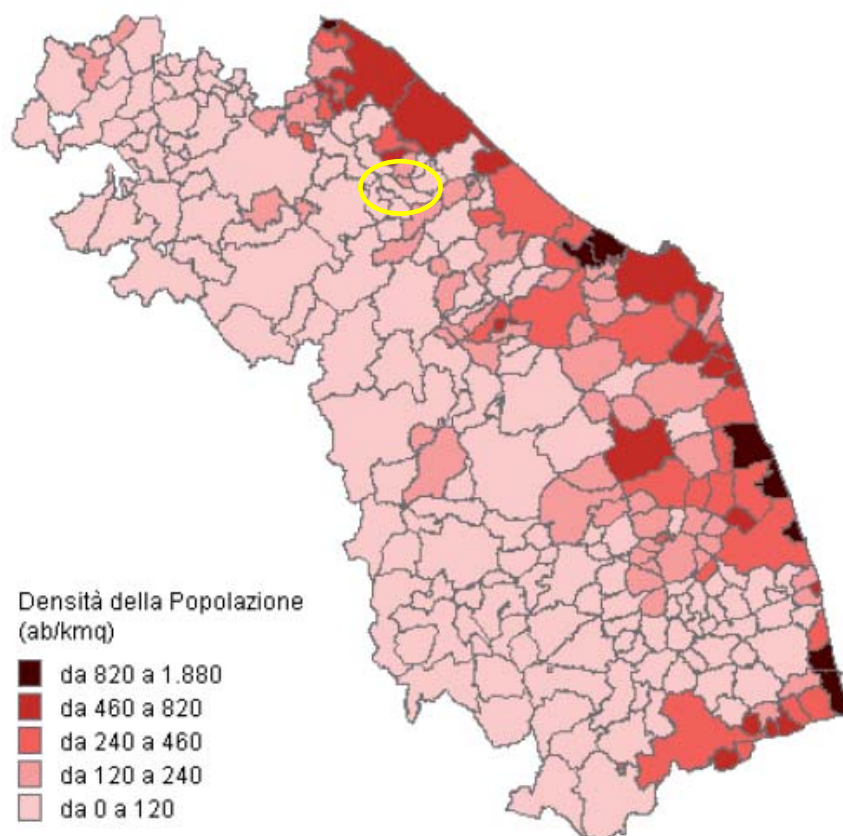 Densità della Popolazione
(ab/kmq)
da 820 a 1.880
da 460 a 820
da 240 a 460
da 120 a 240
da 0 a 120